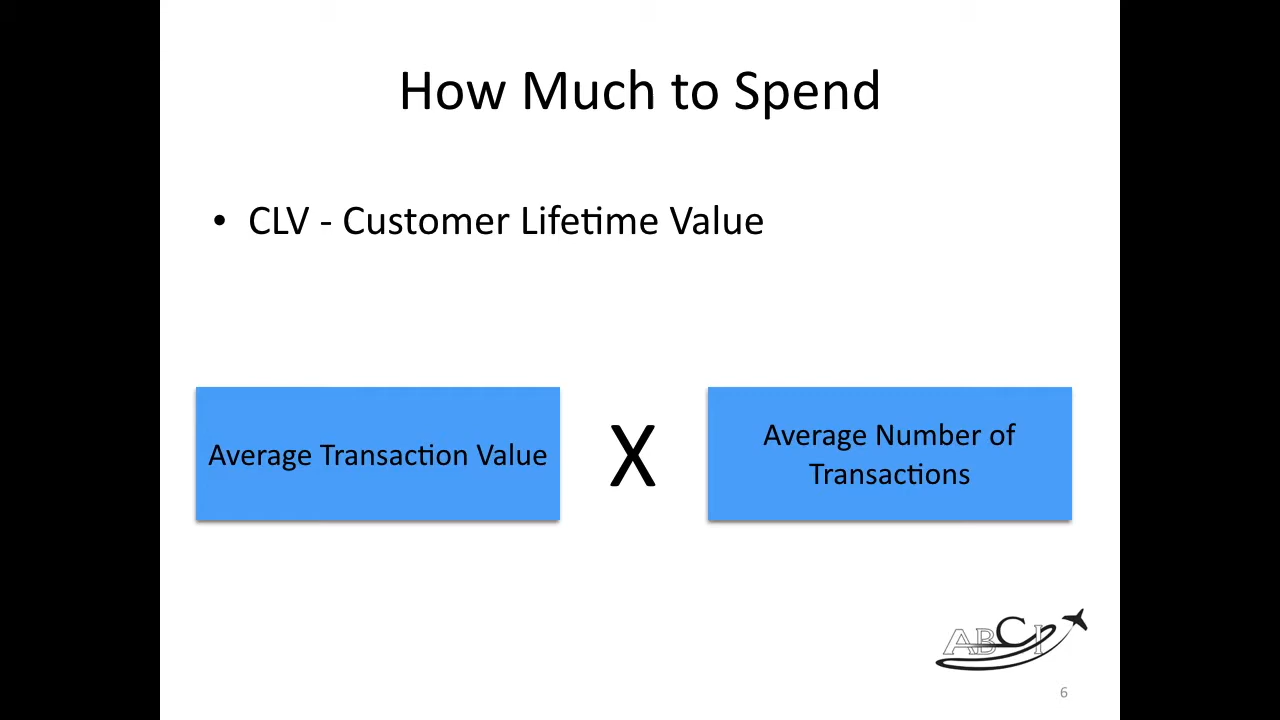 How Much to Spend
• CLV - Customer Lifetime Value
Average Transaction Value
X
Average Number of
Transactions
ABCI
6